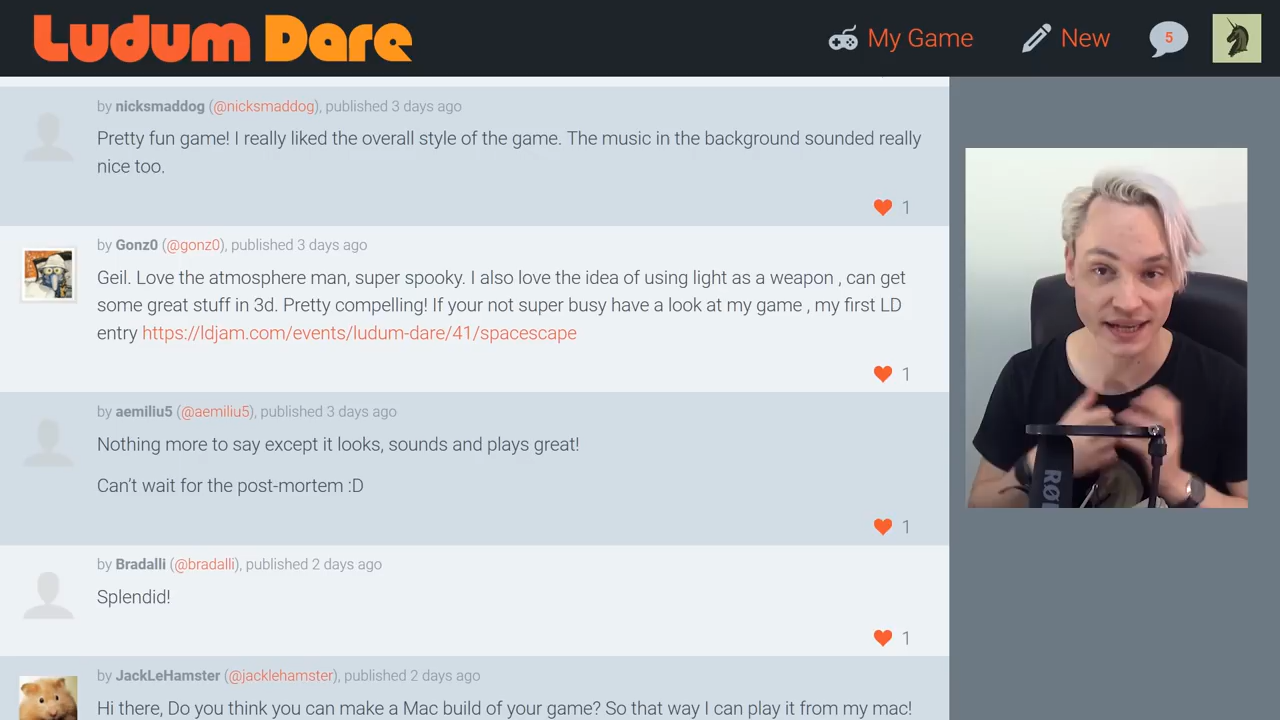 Ludum Dare
My Game
New
5
by nicksmaddog (@nicksmaddog), published 3 days ago
Pretty fun game! I really liked the overall style of the game. The music in the background sounded really
nice too.
1
by Gonz0 (@gonz0), published 3 days ago
Geil. Love the atmosphere man, super spooky. I also love the idea of using light as a weapon , can get
some great stuff in 3d. Pretty compelling! If your not super busy have a look at my game , my first LD
entry https://ldjam.com/events/ludum-dare/41/spacescape
1
by aemiliu5 (@aemiliu5), published 3 days ago
Nothing more to say except it looks, sounds and plays great!
Can’t wait for the post-mortem :D
1
by Bradalli (@bradalli), published 2 days ago
Splendid!
1
by JackLeHamster (@jacklehamster), published 2 days ago
Hi there, Do you think you can make a Mac build of your game? So that way I can play it from my mac!